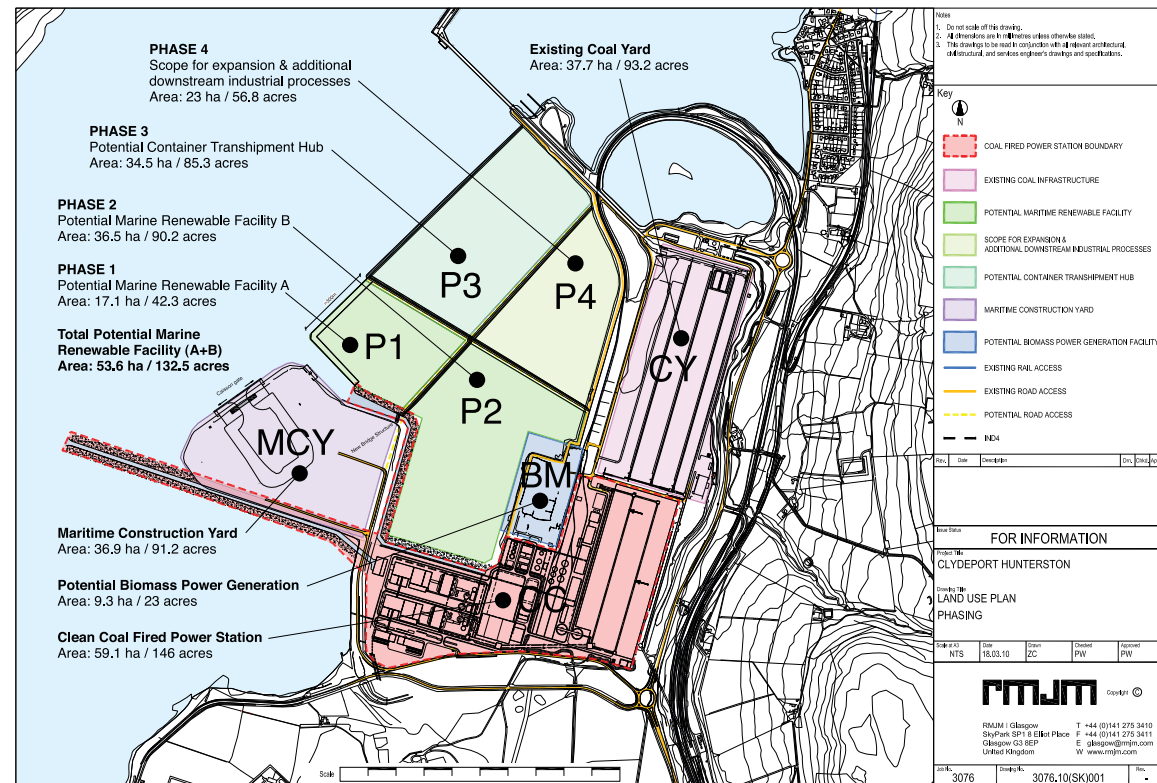 PHASE 4
Scope for expansion & additional
downstream industrial processes
Area: 23 ha / 56.8 acres
Existing Coal Yard
Area: 37.7 ha / 93.2 acres
PHASE 3
Potential Container Transhipment Hub
Area: 34.5 ha / 85.3 acres
PHASE 2
Potential Marine Renewable Facility B
Area: 36.5 ha / 90.2 acres
PHASE 1
Potential Marine Renewable Facility A
Area: 17.1 ha / 42.3 acres
Total Potential Marine
Renewable Facility (A+B)
Area: 53.6 ha / 132.5 acres
Maritime Construction Yard
Area: 36.9 ha / 91.2 acres
Potential Biomass Power Generation
Area: 9.3 ha / 23 acres
Clean Coal Fired Power Station
Area: 59.1 ha / 146 acres
P3
P4
P1
P2
CY
MCY
BM
CC
Caisson gate
New Bridge Structure
Scale
Notes
1. Do not scale off this drawing.
2. All dimensions are in millimetres unless otherwise stated.
3. This drawings to be read in conjunction with all relevant architectural,
civil/structural, and services engineer's drawings and specifications.
Key
N
COAL FIRED POWER STATION BOUNDARY
EXISTING COAL INFRASTRUCTURE
POTENTIAL MARITIME RENEWABLE FACILITY
SCOPE FOR EXPANSION &
ADDITIONAL DOWNSTREAM INDUSTRIAL PROCESSES
POTENTIAL CONTAINER TRANSHIPMENT HUB
MARITIME CONSTRUCTION YARD
POTENTIAL BIOMASS POWER GENERATION FACILITY
EXISTING RAIL ACCESS
EXISTING ROAD ACCESS
POTENTIAL ROAD ACCESS
IND4
Rev. Date Description Drn. Chkd. App
Issue Status
FOR INFORMATION
Project Title
CLYDEPORT HUNTERSTON
Drawing Title
LAND USE PLAN
PHASING
Scale at A3 Date Drawn Checked Approved
NTS 18.03.10 ZC PW PW
rmjm Copyright ©
RMJM | Glasgow T +44 (0)141 275 3410
SkyPark SP1 8 Elliot Place F +44 (0)141 275 3411
Glasgow G3 8EP E glasgow@rmjm.com
United Kingdom W www.rmjm.com
Job No. Drawing No. Rev.
3076 3076.10(SK)001 -